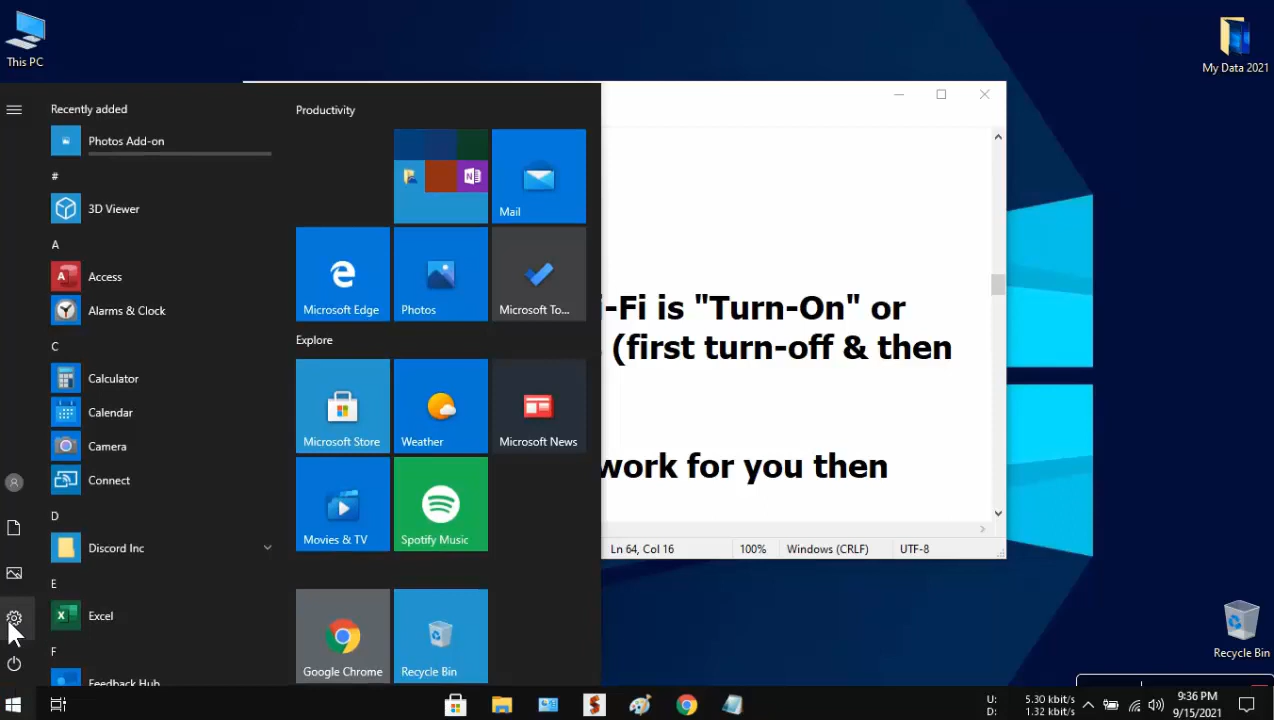 This PC
My Data 2021
Recently added
Photos Add-on
#
3D Viewer
A
Access
Alarms & Clock
C
Calculator
Calendar
Camera
Connect
D
Discord Inc
E
Excel
F
Feedback Hub
Productivity
Mail
Microsoft Edge
Photos
Microsoft To...
Explore
Microsoft Store
Weather
Microsoft News
Movies & TV
Spotify Music
Google Chrome
Recycle Bin
i-Fi is "Turn-On" or
(first turn-off & then
work for you then
Ln 64, Col 16
100%
Windows (CRLF)
UTF-8
Recycle Bin
U: 5.30 kbit/s
D: 1.32 kbit/s
9:36 PM
9/15/2021